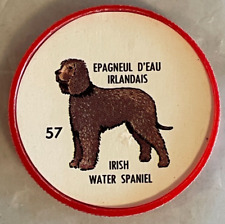 EPAGNEUL D'EAU
IRLANDAIS
57
IRISH
WATER SPANIEL